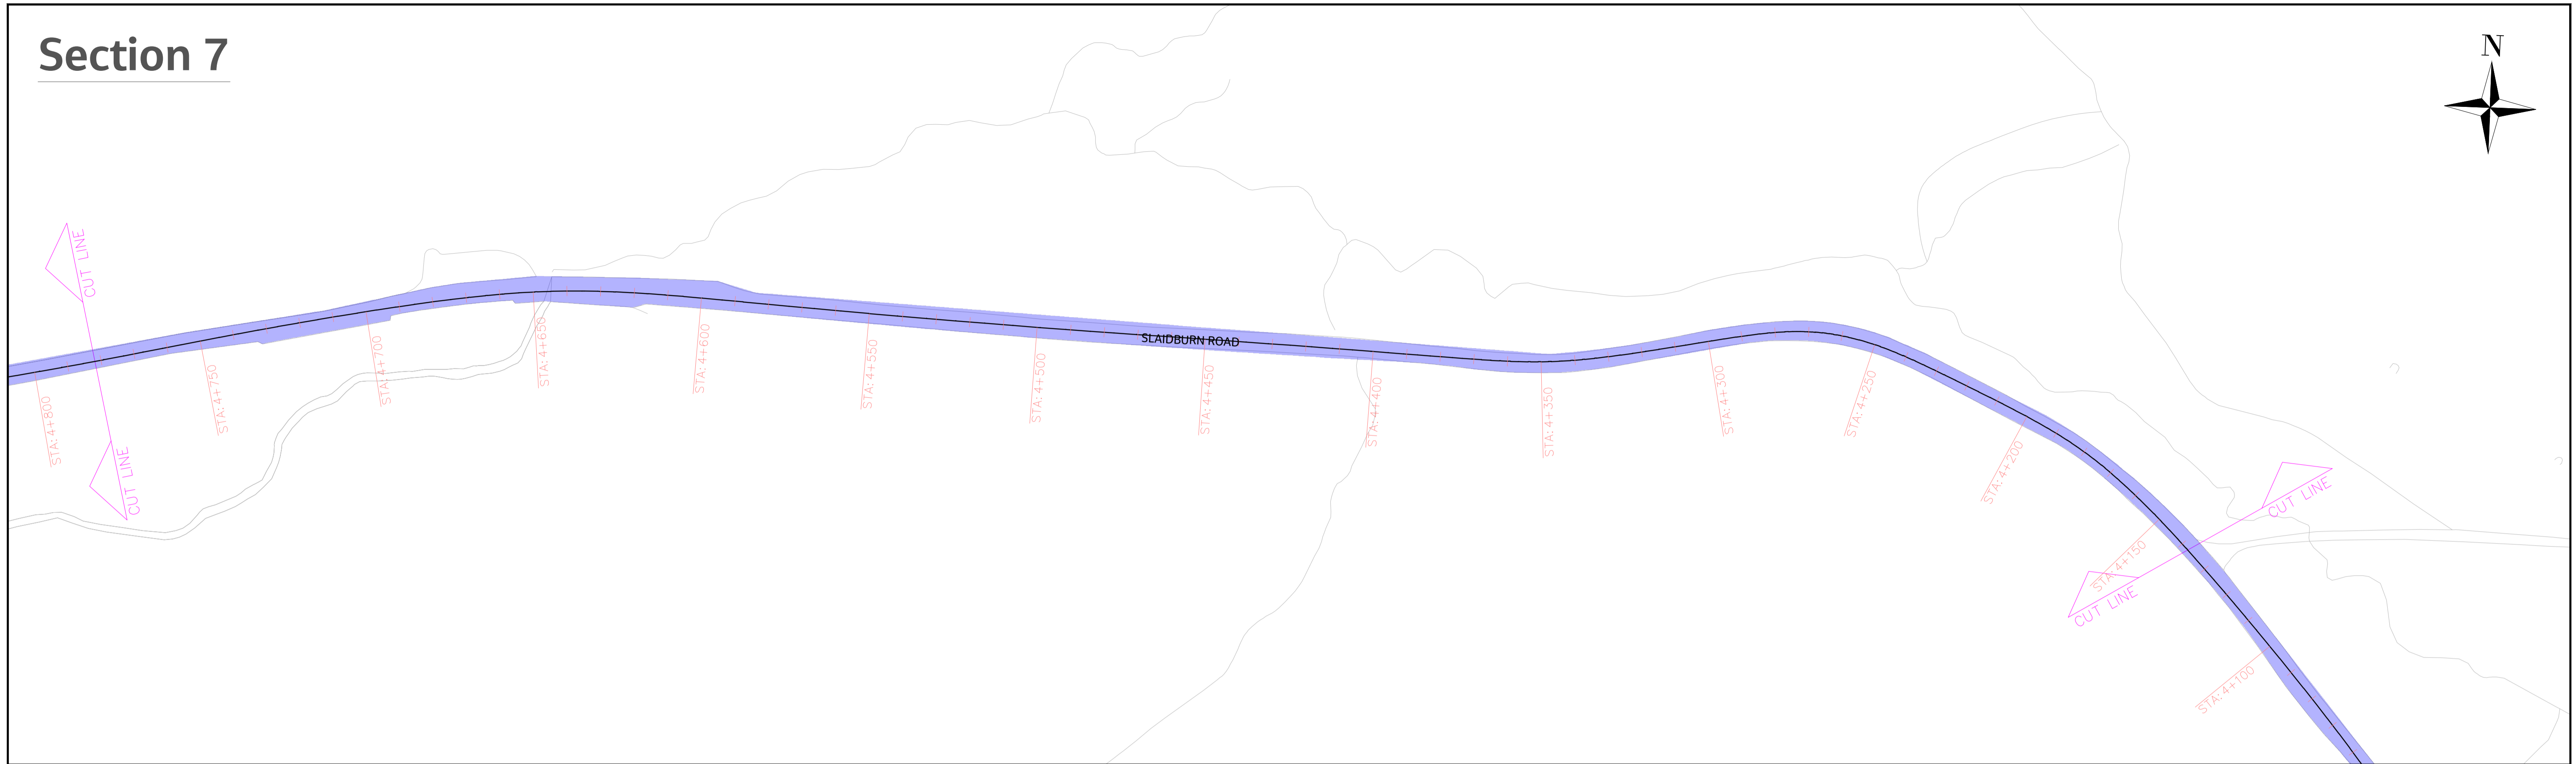 Section 7
N
CUT LINE
CUT LINE
STA: 4+800
STA: 4+750
STA: 4+700
STA: 4+650
STA: 4+600
STA: 4+550
STA: 4+500
SLAIDBURN ROAD
STA: 4+450
STA: 4+400
STA: 4+350
STA: 4+300
STA: 4+250
STA: 4+200
STA: 4+150
CUT LINE
CUT LINE
STA: 4+100